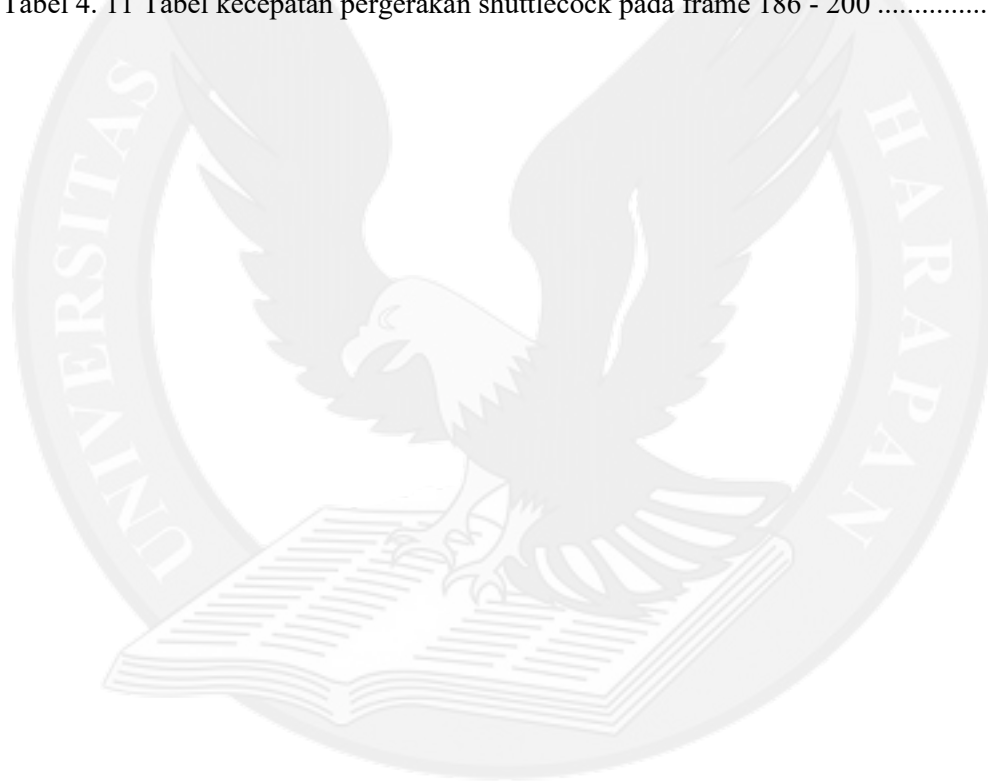 Tabel 4. 11 Tabel kecepatan pergerakan shuttlecock pada frame 186 - 200 ...............
UNIVERSITAS
HARAPAN